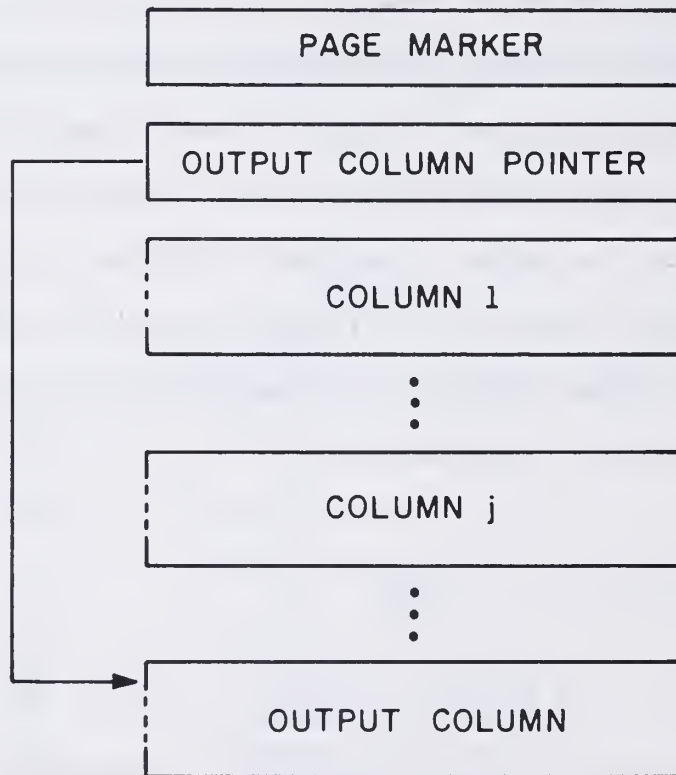 PAGE MARKER
OUTPUT COLUMN POINTER
COLUMN 1
COLUMN j
OUTPUT COLUMN